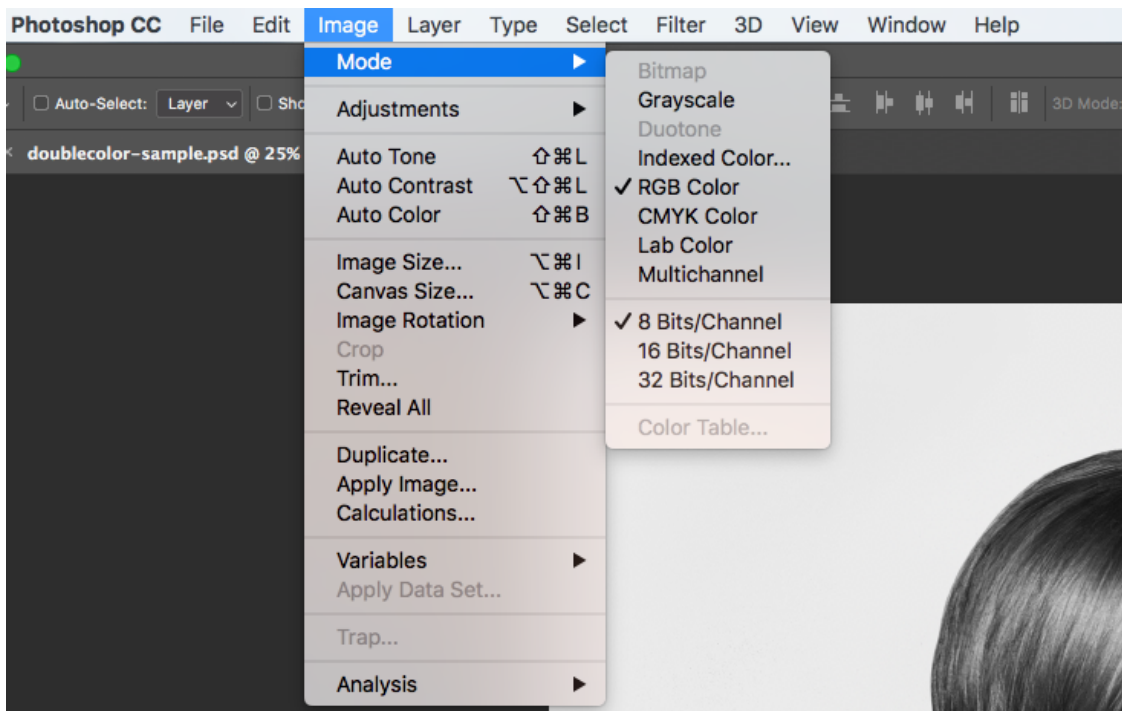 Photoshop CC File Edit Image Layer Type Select Filter 3D View Window Help
Auto-Select: Layer Sho
3D Mode:
doublecolor-sample.psd @ 25%
Mode
Adjustments
Auto Tone ⇧⌘L
Auto Contrast ⌥⇧⌘L
Auto Color ⇧⌘B
Image Size... ⌥⌘I
Canvas Size... ⌥⌘C
Image Rotation
Crop
Trim...
Reveal All
Duplicate...
Apply Image...
Calculations...
Variables
Apply Data Set...
Trap...
Analysis
Bitmap
Grayscale
Duotone
Indexed Color...
✓ RGB Color
CMYK Color
Lab Color
Multichannel
✓ 8 Bits/Channel
16 Bits/Channel
32 Bits/Channel
Color Table...